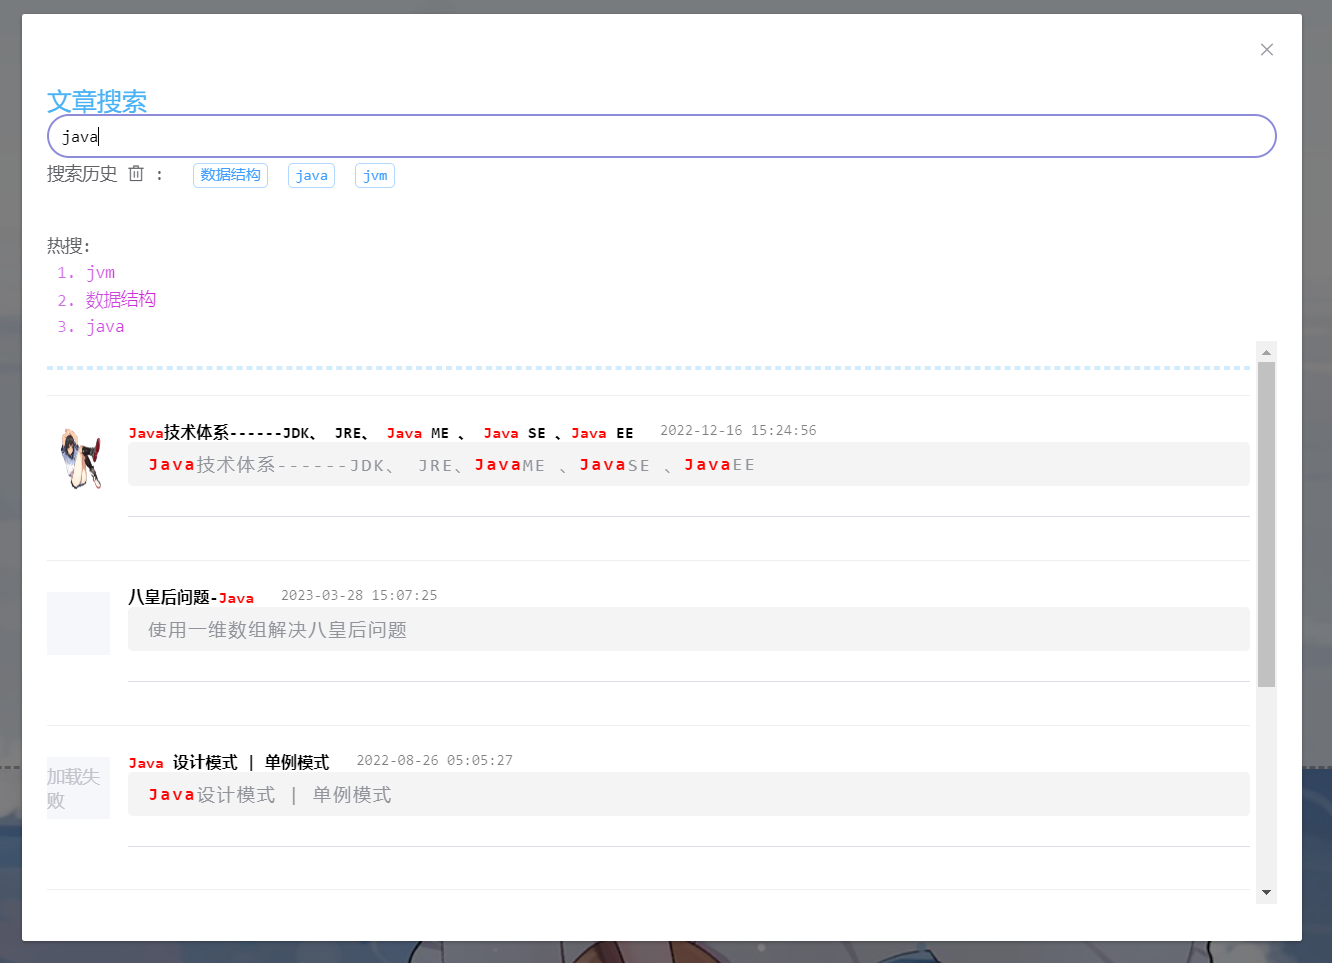 文章搜索
java
搜索历史 : 数据结构 java jvm
热搜:
1. jvm
2. 数据结构
3. java
Java技术体系------JDK、 JRE、 Java ME 、 Java SE 、Java EE 2022-12-16 15:24:56
Java技术体系------JDK、 JRE、JavaME 、JavaSE 、JavaEE
八皇后问题-Java 2023-03-28 15:07:25
使用一维数组解决八皇后问题
Java 设计模式 | 单例模式 2022-08-26 05:05:27
加载失败
Java设计模式 | 单例模式